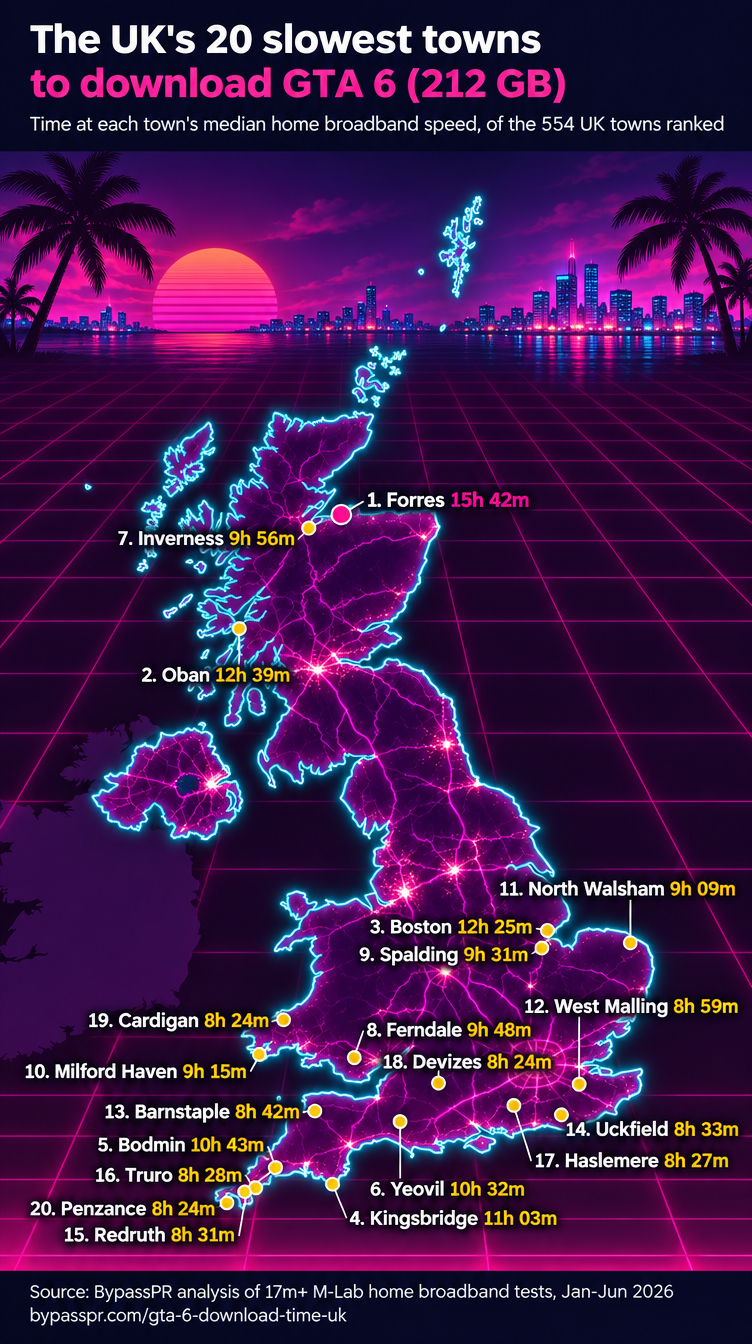 The UK's 20 slowest towns
to download GTA 6 (212 GB)
Time at each town's median home broadband speed, of the 554 UK towns ranked
1. Forres 15h 42m
7. Inverness 9h 56m
2. Oban 12h 39m
11. North Walsham 9h 09m
3. Boston 12h 25m
9. Spalding 9h 31m
12. West Malling 8h 59m
19. Cardigan 8h 24m
8. Ferndale 9h 48m
18. Devizes 8h 24m
10. Milford Haven 9h 15m
13. Barnstaple 8h 42m
14. Uckfield 8h 33m
5. Bodmin 10h 43m
17. Haslemere 8h 27m
16. Truro 8h 28m
6. Yeovil 10h 32m
20. Penzance 8h 24m
4. Kingsbridge 11h 03m
15. Redruth 8h 31m
Source: BypassPR analysis of 17m+ M-Lab home broadband tests, Jan-Jun 2026
bypasspr.com/gta-6-download-time-uk